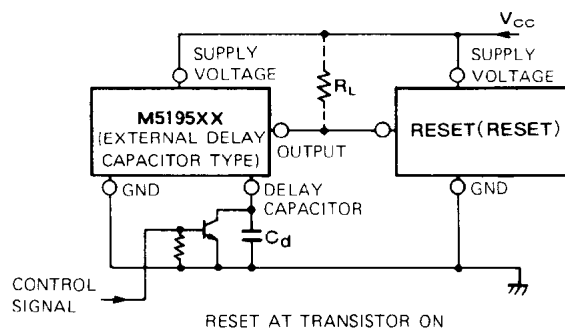 VCC
SUPPLY
VOLTAGE
SUPPLY
VOLTAGE
RL
M5195XX
(EXTERNAL DELAY
CAPACITOR TYPE)
OUTPUT
RESET(RESET)
GND
DELAY
CAPACITOR
GND
Cd
CONTROL
SIGNAL
RESET AT TRANSISTOR ON